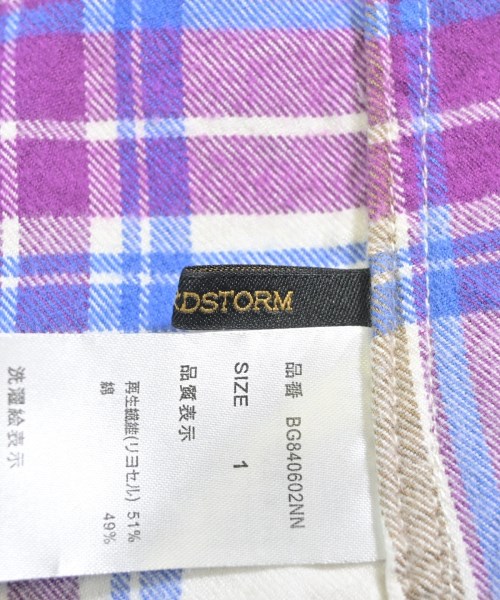 DSTORM
品番 BG840602NN
SIZE 1
品質表示
再生繊維(リヨセル) 51%
綿 49%
洗濯絵表示